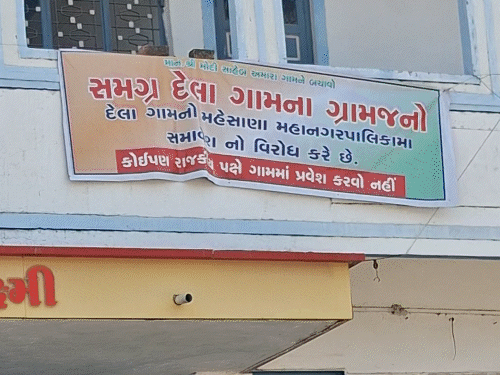 માન શ્રી મોદી સાહેબ અમારા ગામને બચાવો
સમગ્ર દેલા ગામના ગ્રામજનો
દેલા ગામનો મહેસાણા મહાનગરપાલિકામા
સમાવેશ નો વિરોધ કરે છે.
કોઈપણ રાજકીય પક્ષે ગામમાં પ્રવેશ કરવો નહીં